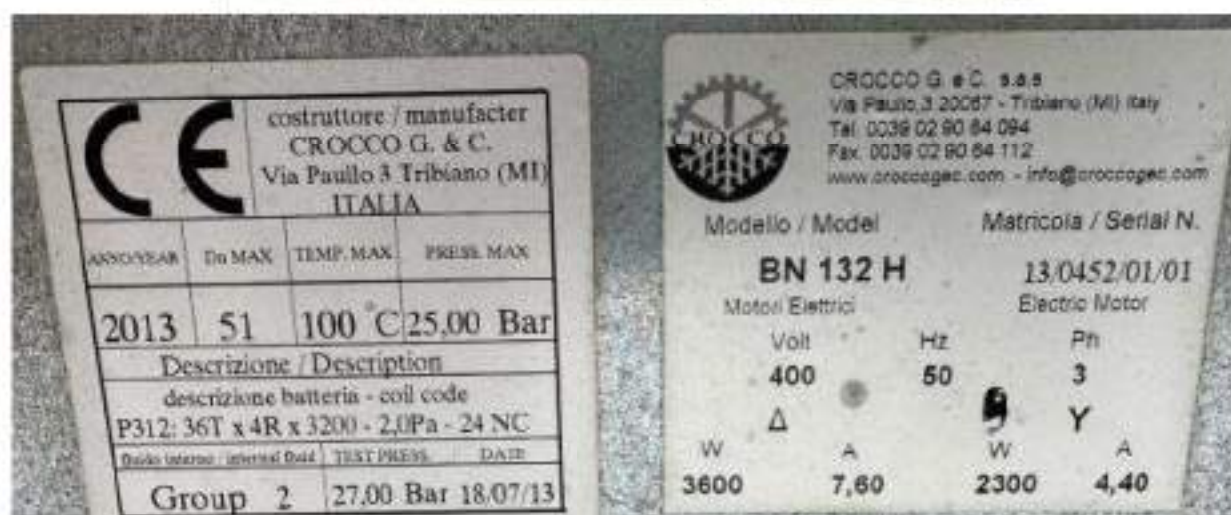 CE
costruttore / manufacter
CROCCO G. & C.
Via Paullo 3 Tribiano (MI)
ITALIA
ANNO/YEAR Dn MAX TEMP. MAX PRESS. MAX
2013 51 100 °C 25,00 Bar
Descrizione / Description
descrizione batteria - coil code
P312: 36T x 4R x 3200 - 2,0Pa - 24 NC
fluido interno / internal fluid TEST PRESS. DATE
Group 2 27,00 Bar 18/07/13
CROCCO
CROCCO G. e C. s.a.s
Via Paullo,3 20067 - Tribiano (MI) Italy
Tel. 0039 02 90 64 094
Fax. 0039 02 90 64 112
www.croccogec.com - info@croccogec.com
Modello / Model Matricola / Serial N.
BN 132 H 13/0452/01/01
Motori Elettrici Electric Motor
Volt Hz Ph
400 50 3
Δ Y
W A W A
3600 7,60 2300 4,40